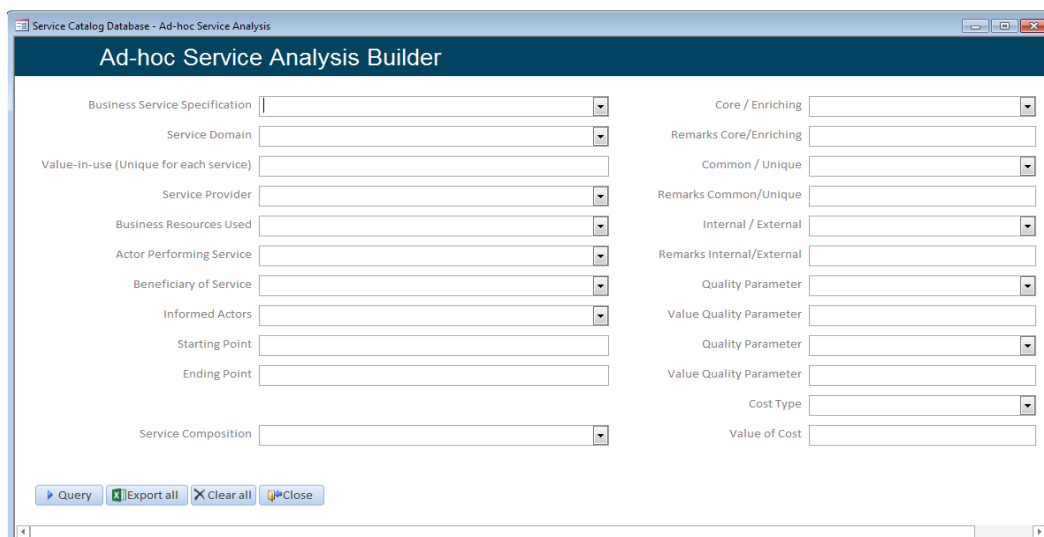 Service Catalog Database - Ad-hoc Service Analysis
Ad-hoc Service Analysis Builder
Business Service Specification
Service Domain
Value-in-use (Unique for each service)
Service Provider
Business Resources Used
Actor Performing Service
Beneficiary of Service
Informed Actors
Starting Point
Ending Point
Service Composition
Core / Enriching
Remarks Core/Enriching
Common / Unique
Remarks Common/Unique
Internal / External
Remarks Internal/External
Quality Parameter
Value Quality Parameter
Quality Parameter
Value Quality Parameter
Cost Type
Value of Cost
Query Export all Clear all Close